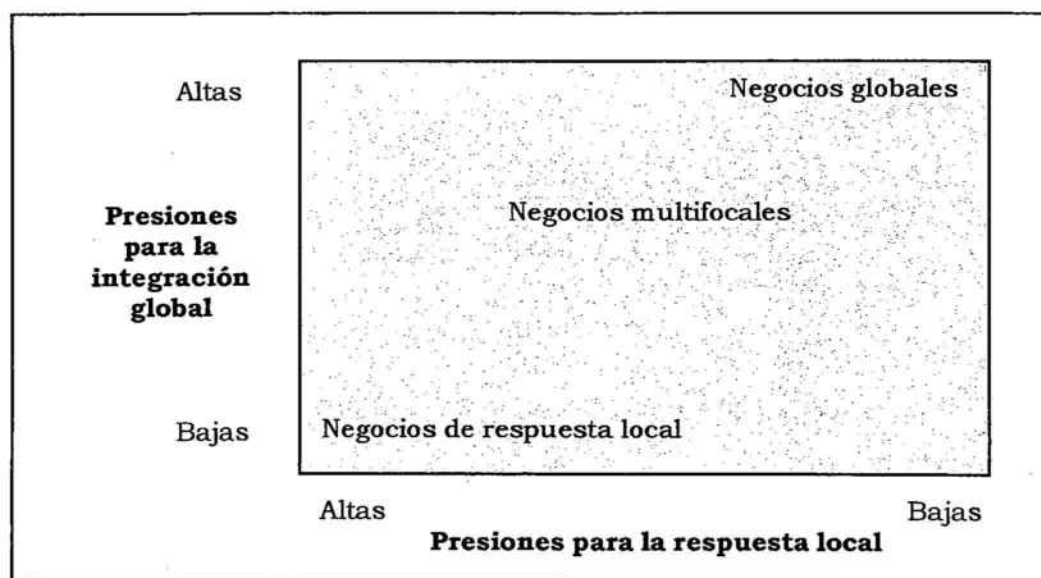 Altas
Negocios globales
Presiones
para la
integración
global
Negocios multifocales
Bajas
Negocios de respuesta local
Altas
Bajas
Presiones para la respuesta local